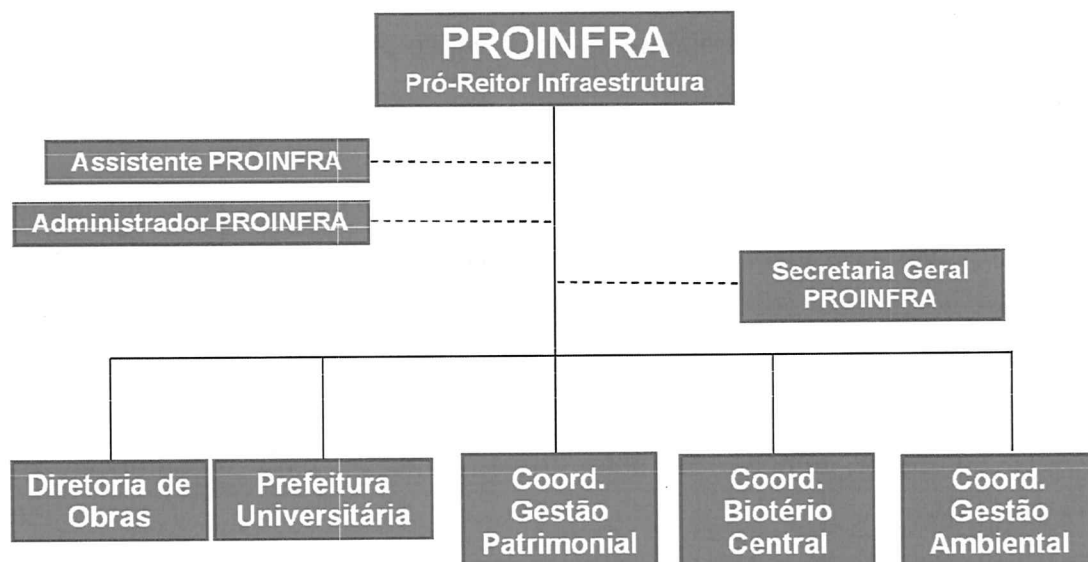 PROINFRA
Pró-Reitor Infraestrutura
Assistente PROINFRA
Administrador PROINFRA
Secretaria Geral
PROINFRA
Diretoria de
Obras
Prefeitura
Universitária
Coord.
Gestão
Patrimonial
Coord.
Biotério
Central
Coord.
Gestão
Ambiental